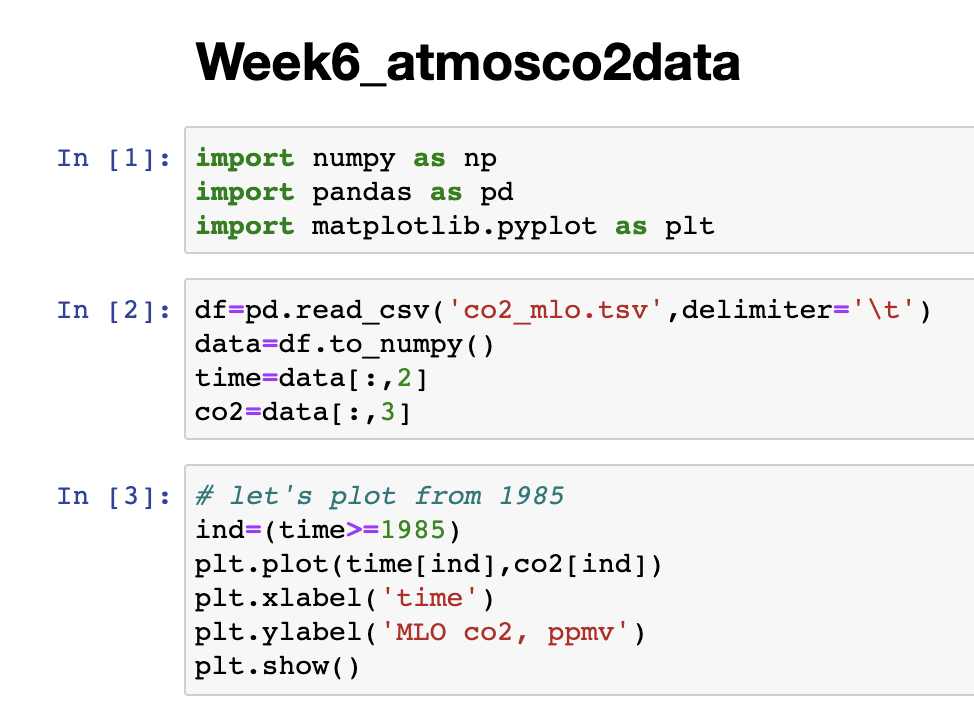 Week6_atmosco2data
In [1]:
import numpy as np
import pandas as pd
import matplotlib.pyplot as plt
In [2]:
df=pd.read_csv('co2_mlo.tsv',delimiter='\t')
data=df.to_numpy()
time=data[:,2]
co2=data[:,3]
In [3]:
# let's plot from 1985
ind=(time>=1985)
plt.plot(time[ind],co2[ind])
plt.xlabel('time')
plt.ylabel('MLO co2, ppmv')
plt.show()